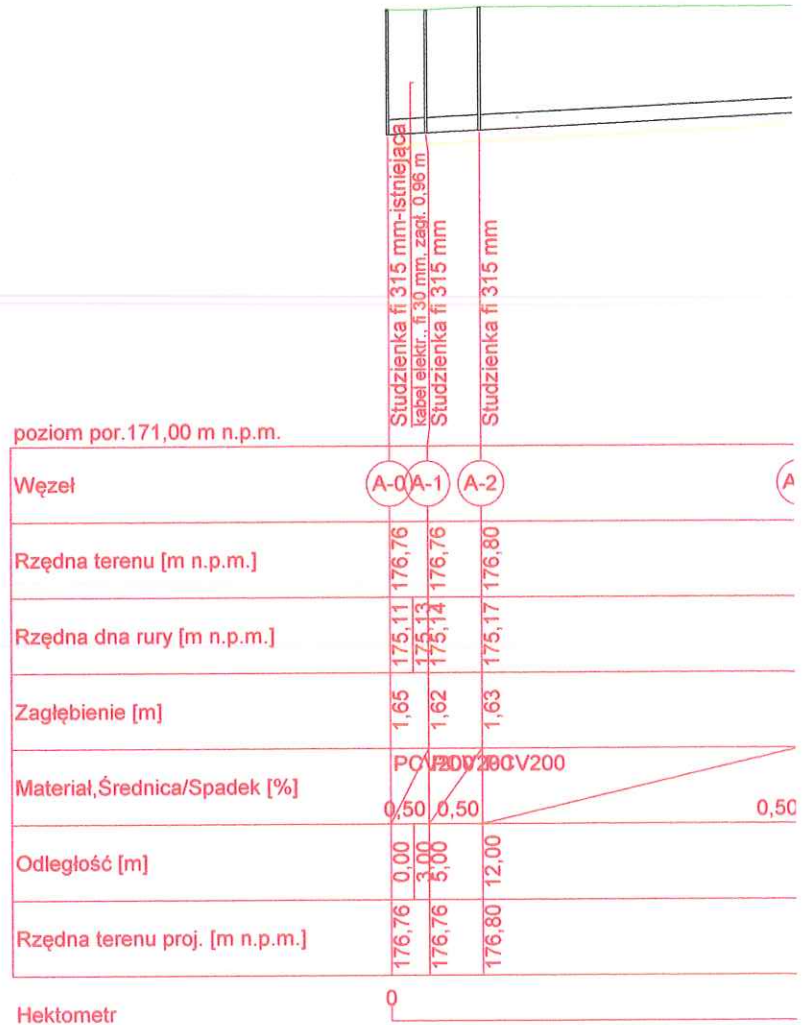 Studzienka fi 315 mm-istniejąca
kabel elektr., fi 30 mm, zagł. 0,96 m
Studzienka fi 315 mm
Studzienka fi 315 mm
poziom por.171,00 m n.p.m.
Węzeł
A-0 A-1 A-2 A
Rzędna terenu [m n.p.m.]
176,76 176,76 176,80
Rzędna dna rury [m n.p.m.]
175,11 175,13 175,14 175,17
Zagłębienie [m]
1,65 1,62 1,63
Materiał,Średnica/Spadek [%]
PCV200
0,50 0,50 0,50
Odległość [m]
0,00 3,00 5,00 12,00
Rzędna terenu proj. [m n.p.m.]
176,76 176,76 176,80
Hektometr
0